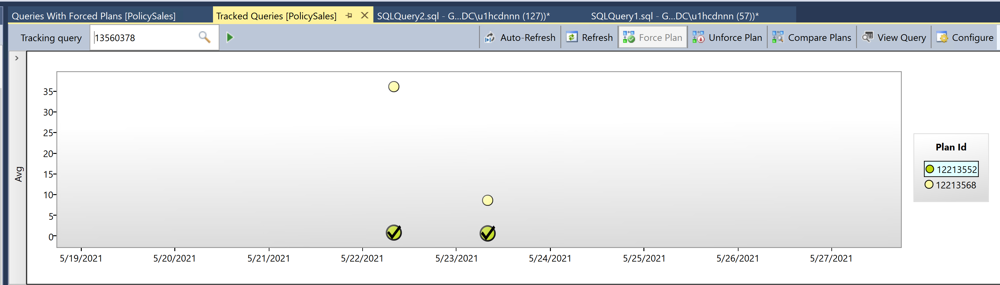 Queries With Forced Plans [PolicySales] Tracked Queries [PolicySales] SQLQuery2.sql - G...DC\u1hcdnnn (127))* SQLQuery1.sql - G...DC\u1hcdnnn (57))*
Tracking query 13560378 Auto-Refresh Refresh Force Plan Unforce Plan Compare Plans View Query Configure
Avg
35
30
25
20
15
10
5
0
5/19/2021 5/20/2021 5/21/2021 5/22/2021 5/23/2021 5/24/2021 5/25/2021 5/26/2021 5/27/2021
Plan Id
12213552
12213568